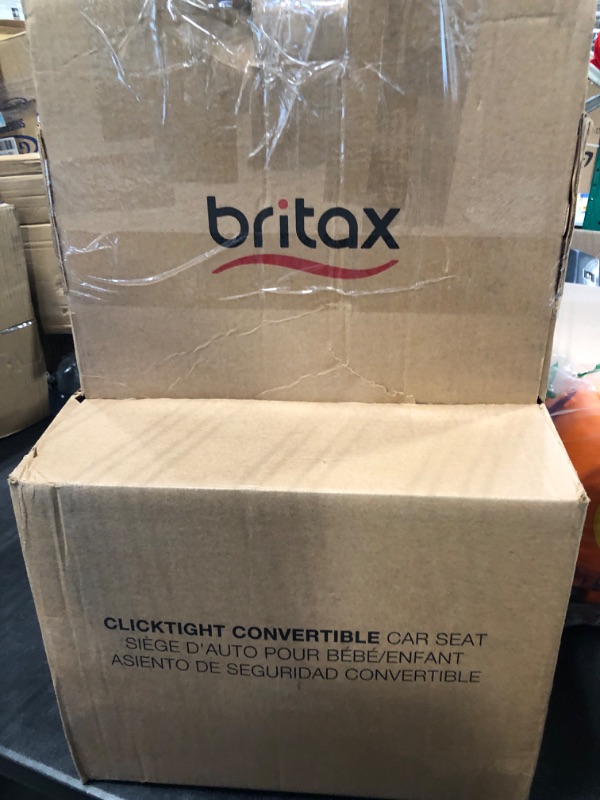 britax
CLICKTIGHT CONVERTIBLE CAR SEAT
SIÈGE D'AUTO POUR BÉBÉ/ENFANT
ASIENTO DE SEGURIDAD CONVERTIBLE